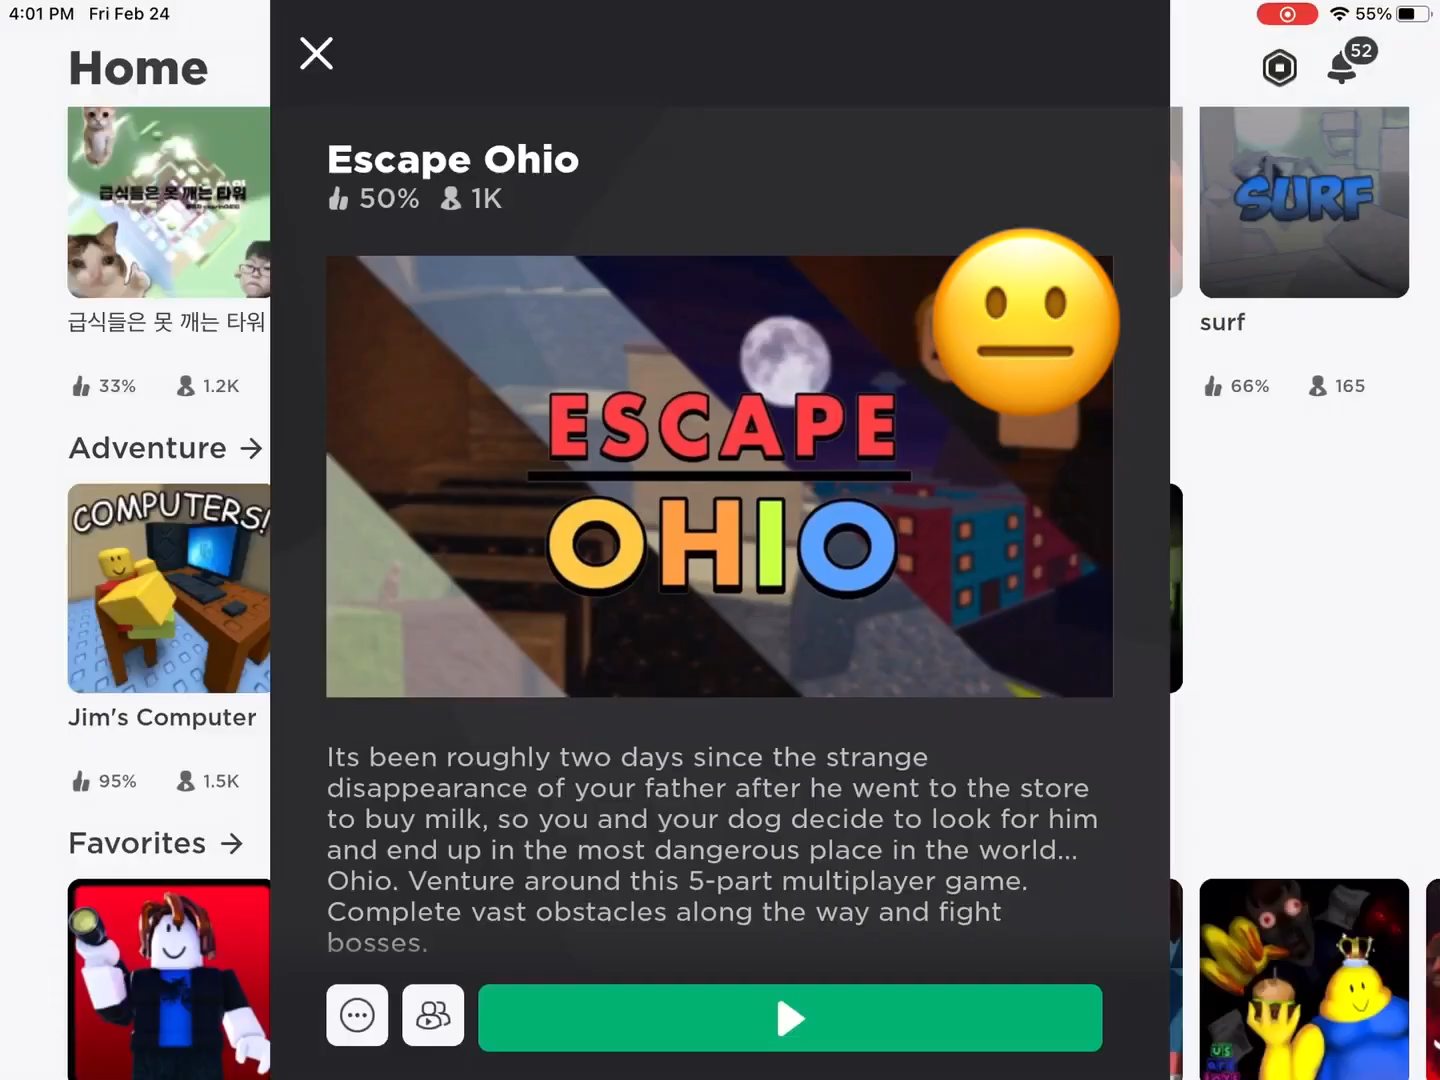 4:01 PM Fri Feb 24
55%
Home
52
Escape Ohio
50% 1K
급식들은 못 깨는 타워
SURF
ESCAPE
OHIO
급식들은 못 깨는 타워
33% 1.2K
surf
66% 165
Adventure →
COMPUTERS!
Jim's Computer
95% 1.5K
Its been roughly two days since the strange
disappearance of your father after he went to the store
to buy milk, so you and your dog decide to look for him
and end up in the most dangerous place in the world...
Ohio. Venture around this 5-part multiplayer game.
Complete vast obstacles along the way and fight
bosses.
Favorites →